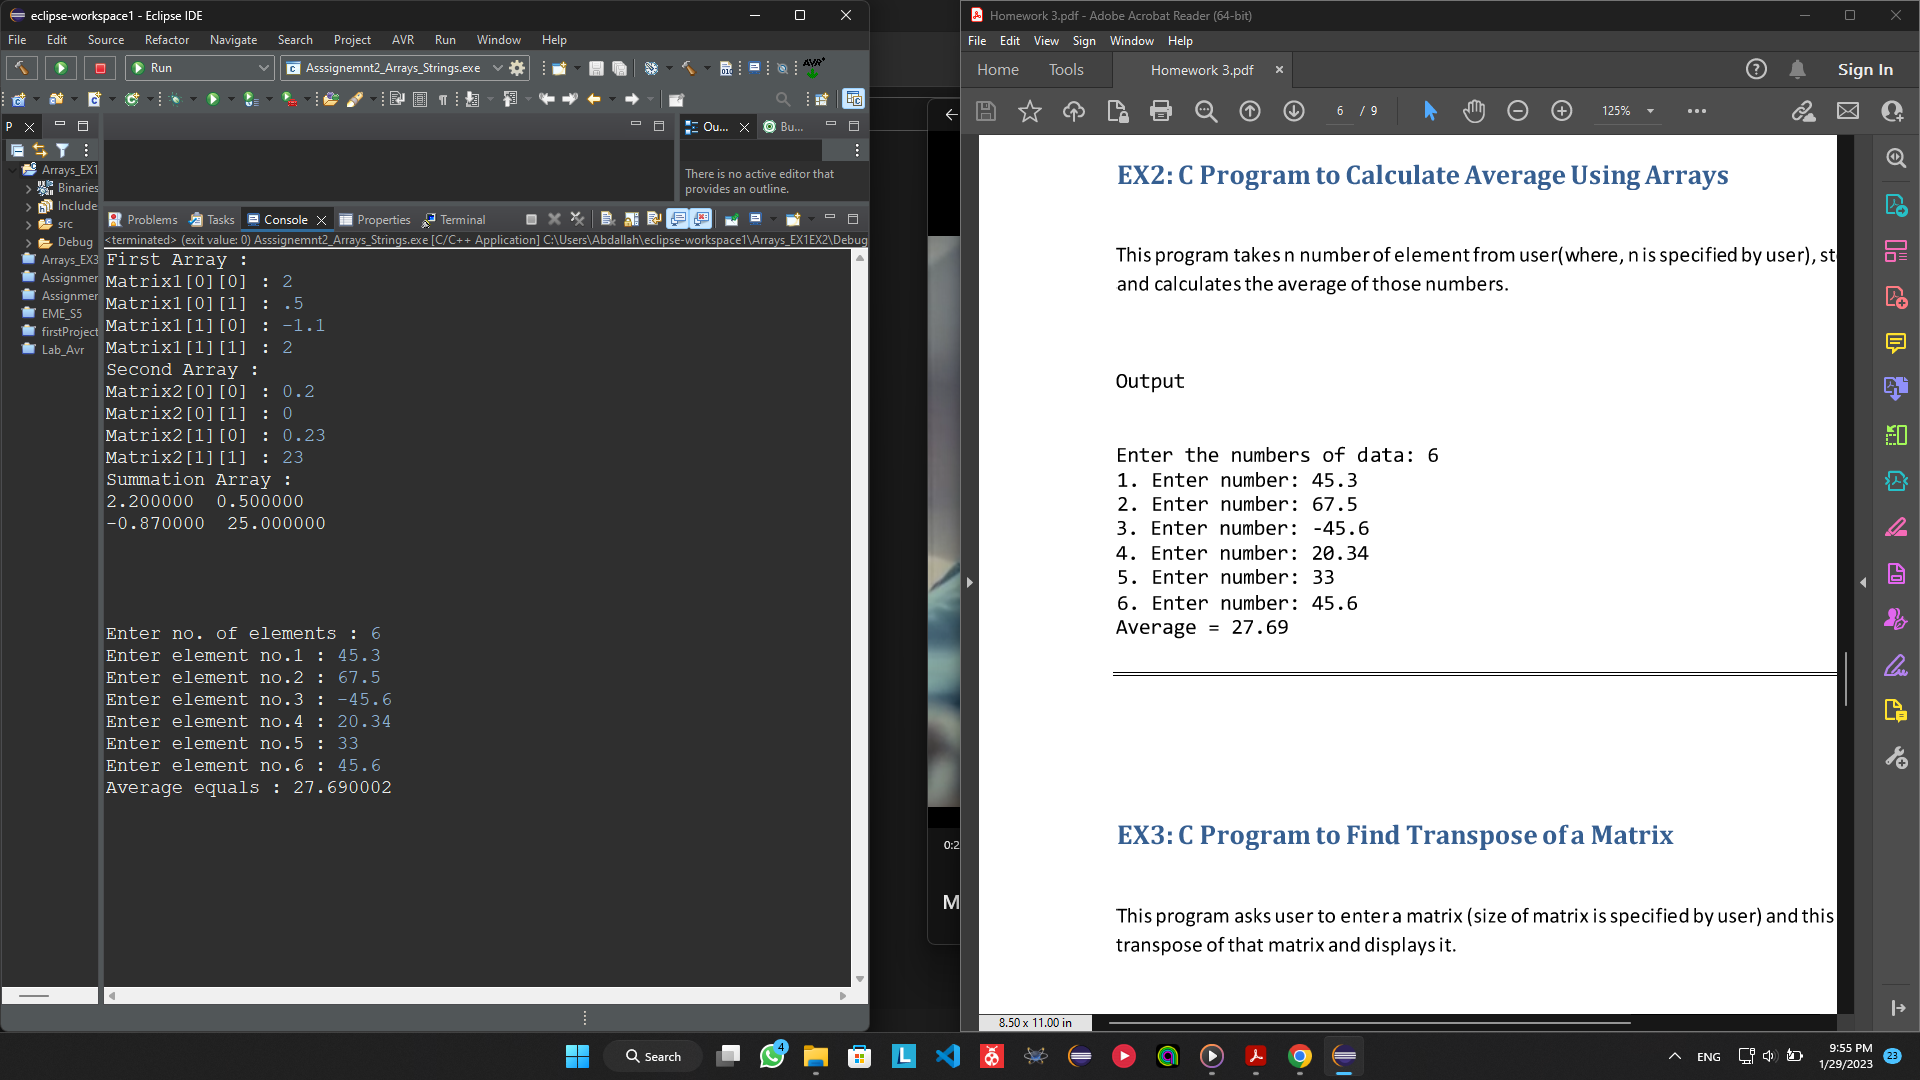 eclipse-workspace1 - Eclipse IDE
File Edit Source Refactor Navigate Search Project AVR Run Window Help
Run
Asssignemnt2_Arrays_Strings.exe
P
Ou...
Bu...
Arrays_EX1
Binaries
Include
src
Debug
Arrays_EX3
Assignmer
Assignmer
EME_S5
firstProject
Lab_Avr
There is no active editor that
provides an outline.
Problems Tasks Console Properties Terminal
<terminated> (exit value: 0) Asssignemnt2_Arrays_Strings.exe [C/C++ Application] C:\Users\Abdallah\eclipse-workspace1\Arrays_EX1EX2\Debug
First Array :
Matrix1[0][0] : 2
Matrix1[0][1] : .5
Matrix1[1][0] : -1.1
Matrix1[1][1] : 2
Second Array :
Matrix2[0][0] : 0.2
Matrix2[0][1] : 0
Matrix2[1][0] : 0.23
Matrix2[1][1] : 23
Summation Array :
2.200000 0.500000
-0.870000 25.000000
Enter no. of elements : 6
Enter element no.1 : 45.3
Enter element no.2 : 67.5
Enter element no.3 : -45.6
Enter element no.4 : 20.34
Enter element no.5 : 33
Enter element no.6 : 45.6
Average equals : 27.690002
0:2
M
Homework 3.pdf - Adobe Acrobat Reader (64-bit)
File Edit View Sign Window Help
Home Tools Homework 3.pdf Sign In
6 / 9
125%
EX2: C Program to Calculate Average Using Arrays
This program takes n number of element from user(where, n is specified by user), st
and calculates the average of those numbers.
Output
Enter the numbers of data: 6
1. Enter number: 45.3
2. Enter number: 67.5
3. Enter number: -45.6
4. Enter number: 20.34
5. Enter number: 33
6. Enter number: 45.6
Average = 27.69
EX3: C Program to Find Transpose of a Matrix
This program asks user to enter a matrix (size of matrix is specified by user) and this
transpose of that matrix and displays it.
8.50 x 11.00 in
Search
4
L
ENG
9:55 PM
1/29/2023
23